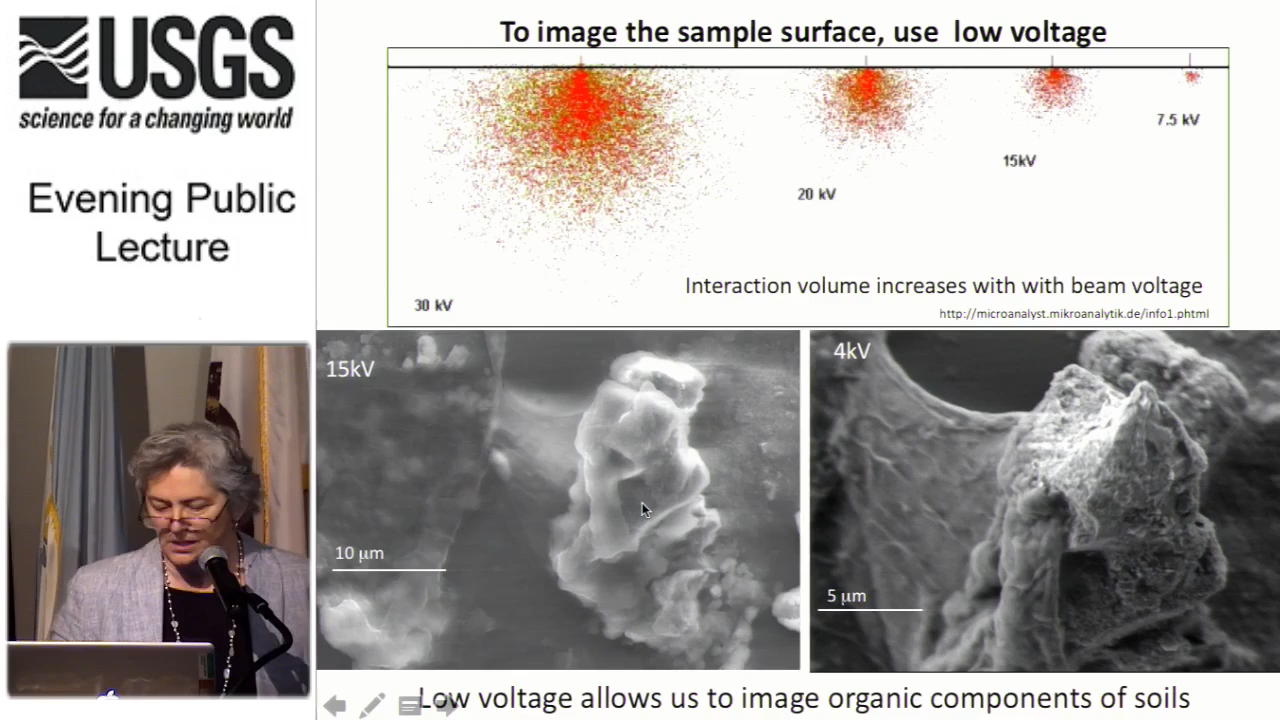 USGS
science for a changing world
Evening Public
Lecture
To image the sample surface, use low voltage
7.5 kV
15kV
20 kV
Interaction volume increases with with beam voltage
30 kV
http://microanalyst.mikroanalytik.de/info1.phtml
15kV
10 µm
4kV
5 µm
Low voltage allows us to image organic components of soils